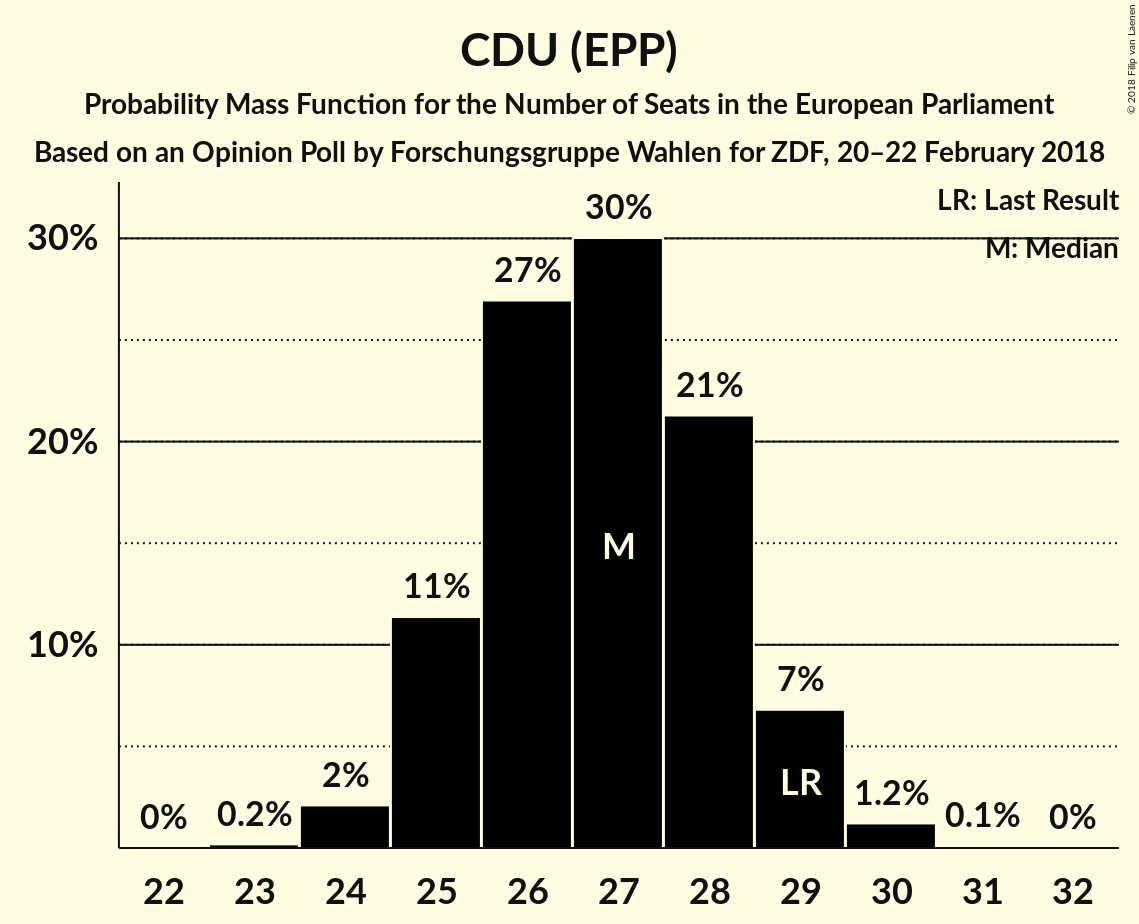 CDU (EPP)
Probability Mass Function for the Number of Seats in the European Parliament
Based on an Opinion Poll by Forschungsgruppe Wahlen for ZDF, 20–22 February 2018
© 2018 Filip van Laenen
LR: Last Result
M: Median
30%
20%
10%
0%
0.2%
2%
11%
27%
30%
21%
7%
1.2%
0.1%
0%
M
LR
22 23 24 25 26 27 28 29 30 31 32